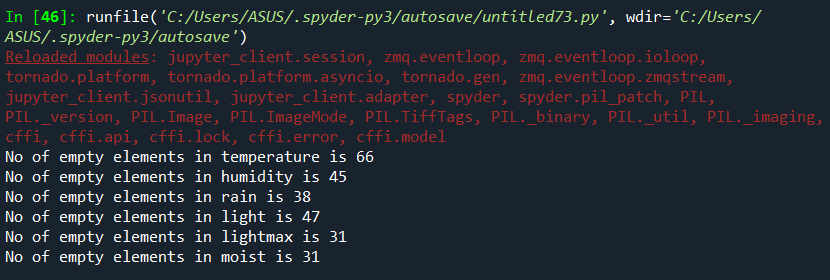 In [46]: runfile('C:/Users/ASUS/.spyder-py3/autosave/untitled73.py', wdir='C:/Users/
ASUS/.spyder-py3/autosave')
Reloaded modules: jupyter_client.session, zmq.eventloop, zmq.eventloop.ioloop,
tornado.platform, tornado.platform.asyncio, tornado.gen, zmq.eventloop.zmqstream,
jupyter_client.jsonutil, jupyter_client.adapter, spyder, spyder.pil_patch, PIL,
PIL._version, PIL.Image, PIL.ImageMode, PIL.TiffTags, PIL._binary, PIL._util, PIL._imaging,
cffi, cffi.api, cffi.lock, cffi.error, cffi.model
No of empty elements in temperature is 66
No of empty elements in humidity is 45
No of empty elements in rain is 38
No of empty elements in light is 47
No of empty elements in lightmax is 31
No of empty elements in moist is 31